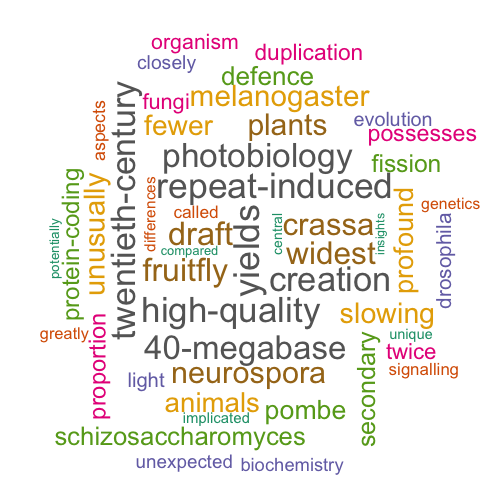 organism
duplication
closely
defence
melanogaster
fungi
fewer
plants
evolution
possesses
aspects
twentieth-century
photobiology
fission
repeat-induced
genetics
unusually
protein-coding
potentially
differences
called
draft
compared
yields
central
crassa
insights
widest
profound
drosophila
fruitfly
creation
high-quality
slowing
greatly
proportion
40-megabase
unique
twice
signalling
light
neurospora
secondary
animals
implicated
pombe
schizosaccharomyces
unexpected
biochemistry